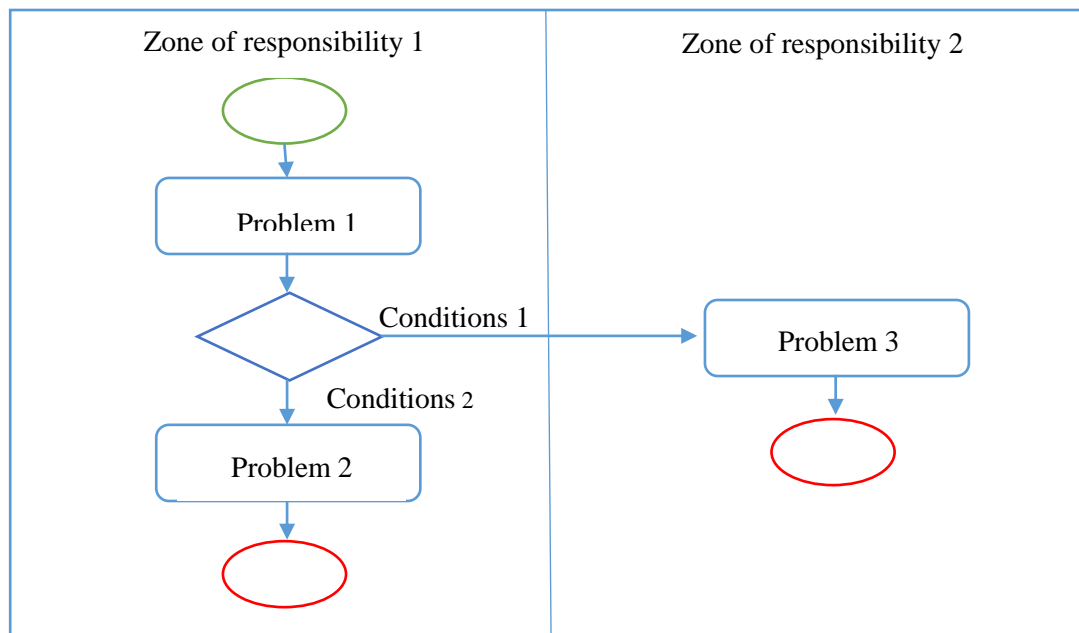 Zone of responsibility 1
Zone of responsibility 2
Problem 1
Conditions 1
Problem 3
Conditions 2
Problem 2